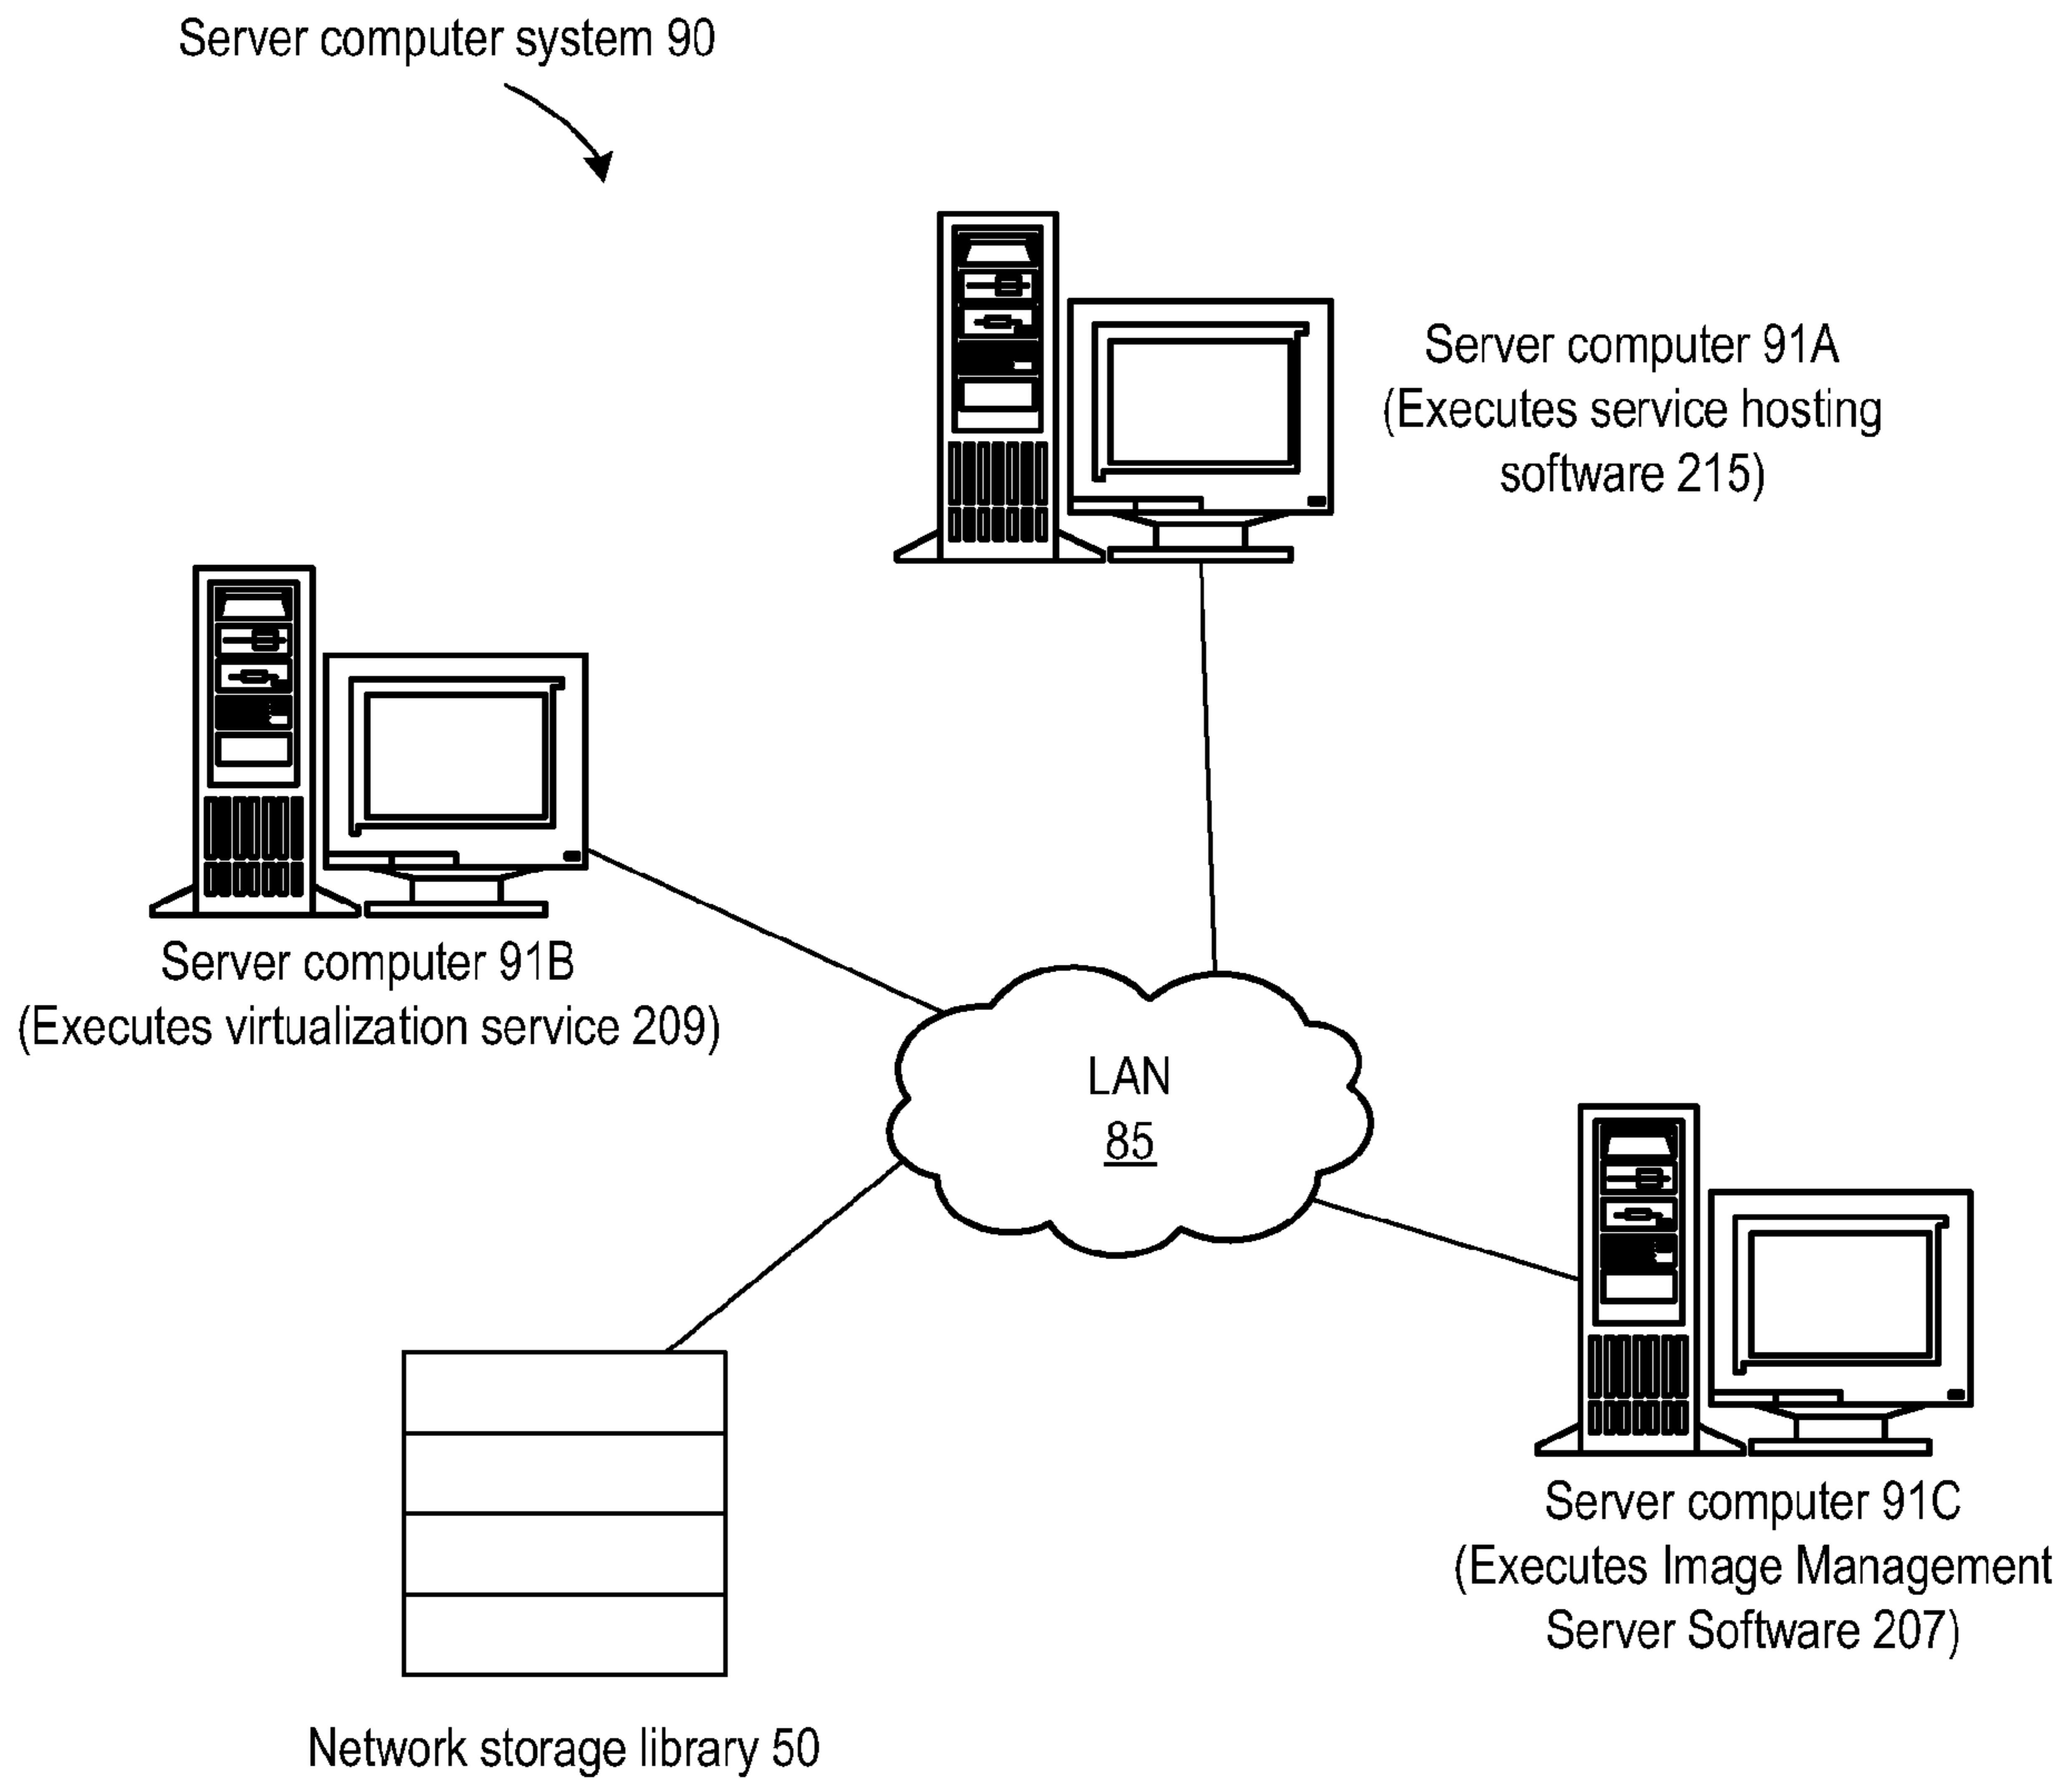 Server computer system 90
Server computer 91A
(Executes service hosting
software 215)
Server computer 91B
(Executes virtualization service 209)
LAN
85
Server computer 91C
(Executes Image Management
Server Software 207)
Network storage library 50